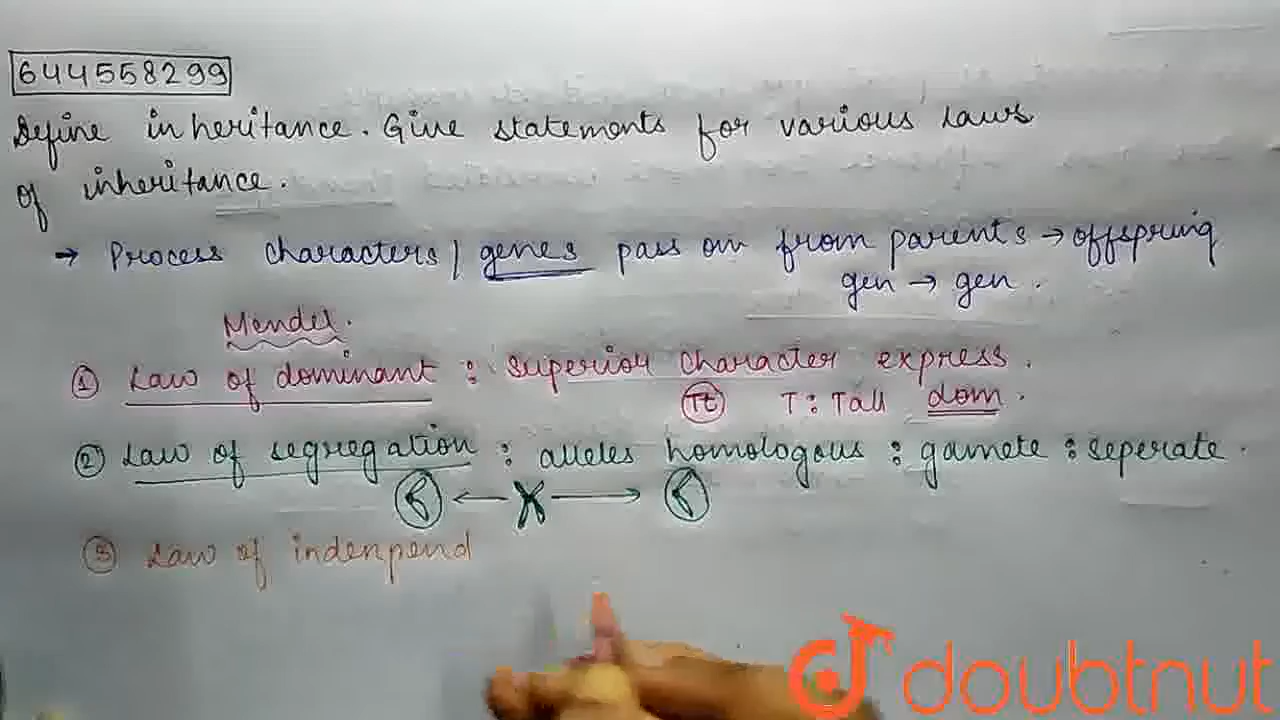 644558299
Define inheritance. Give statements for various laws
of inheritance.
→ Process characters/genes pass on from parents → offspring
gen → gen.
Mendel.
① Law of dominant : superior character express.
Tt T : Tall dom.
② Law of segregation : alleles homologous : gamete : seperate.
③ Law of indenpend
doubtnut